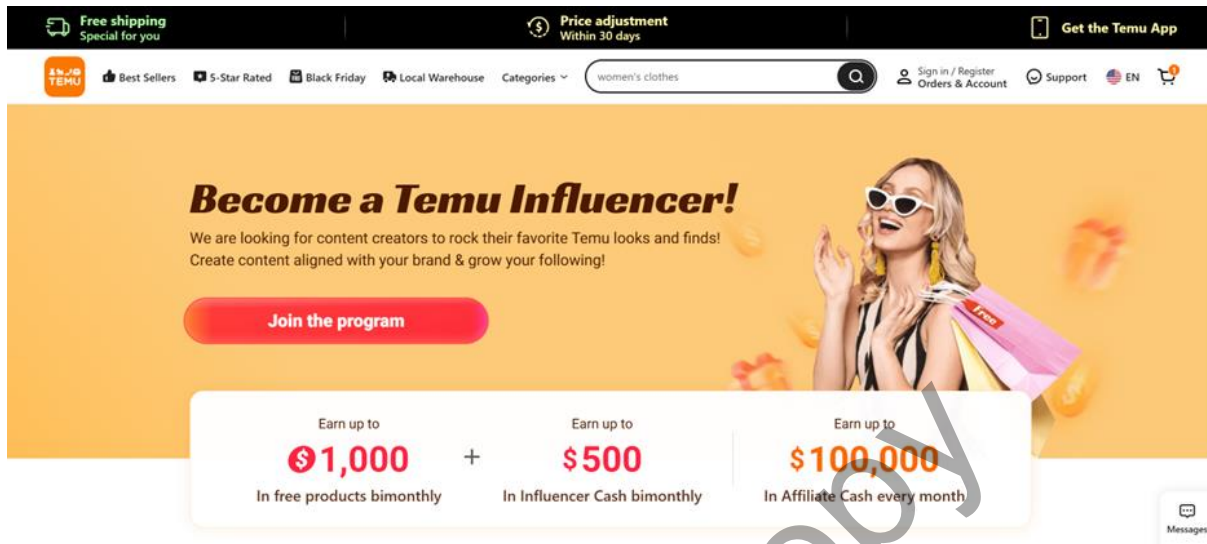 Free shipping
Special for you
Price adjustment
Within 30 days
Get the Temu App
TEMU
Best Sellers
5-Star Rated
Black Friday
Local Warehouse
Categories
women's clothes
Sign in / Register
Orders & Account
Support
EN
1
Become a Temu Influencer!
We are looking for content creators to rock their favorite Temu looks and finds!
Create content aligned with your brand & grow your following!
Join the program
Free
Earn up to
$1,000
In free products bimonthly
+
Earn up to
$500
In Influencer Cash bimonthly
Earn up to
$100,000
In Affiliate Cash every month
Messages